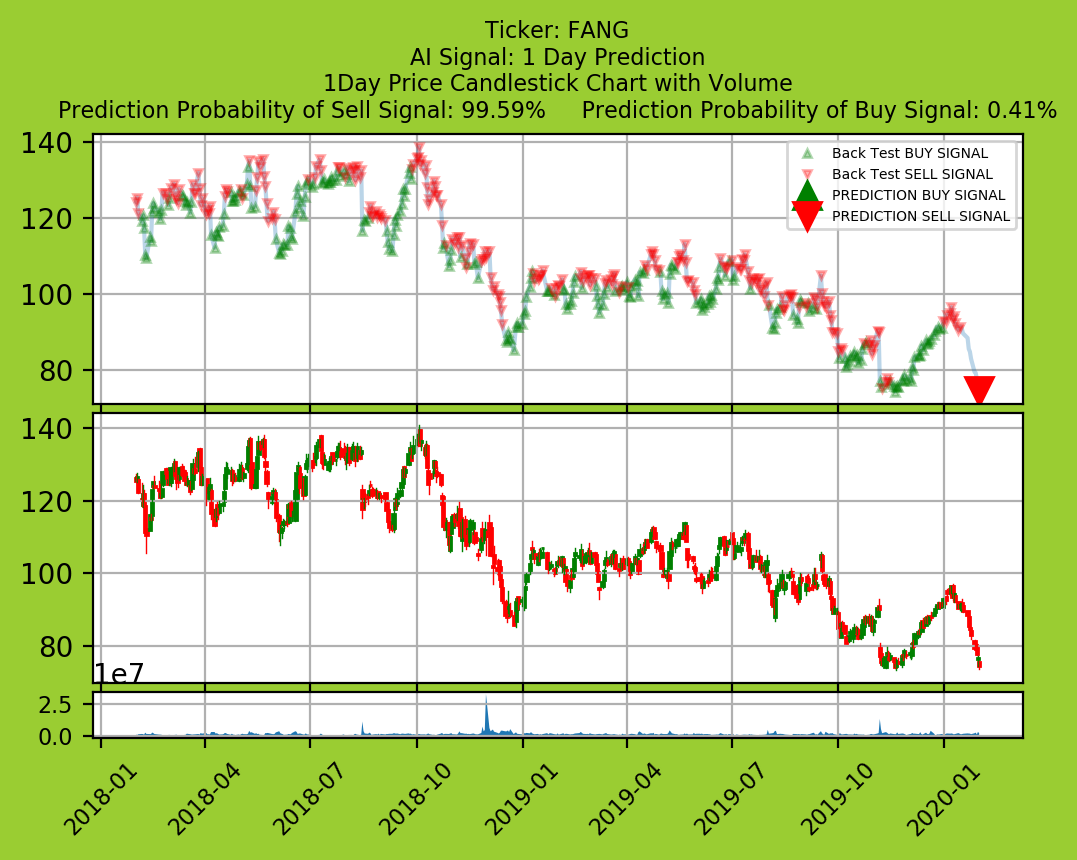 Ticker: FANG
AI Signal: 1 Day Prediction
1Day Price Candlestick Chart with Volume
Prediction Probability of Sell Signal: 99.59%     Prediction Probability of Buy Signal: 0.41%
140
120
100
80
Back Test BUY SIGNAL
Back Test SELL SIGNAL
PREDICTION BUY SIGNAL
PREDICTION SELL SIGNAL
140
120
100
80
1e7
2.5
0.0
2018-01
2018-04
2018-07
2018-10
2019-01
2019-04
2019-07
2019-10
2020-01